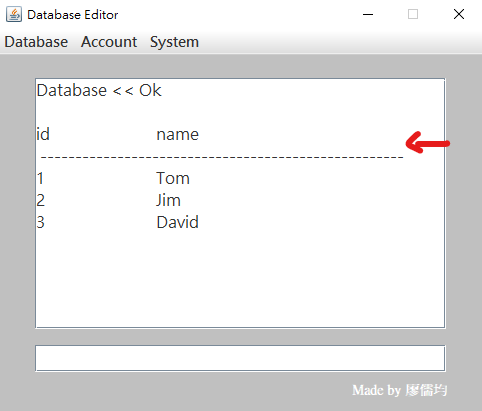 Database Editor
Database Account System
Database << Ok
id name
----------------------------------------------------
1 Tom
2 Jim
3 David
Made by 廖儒均